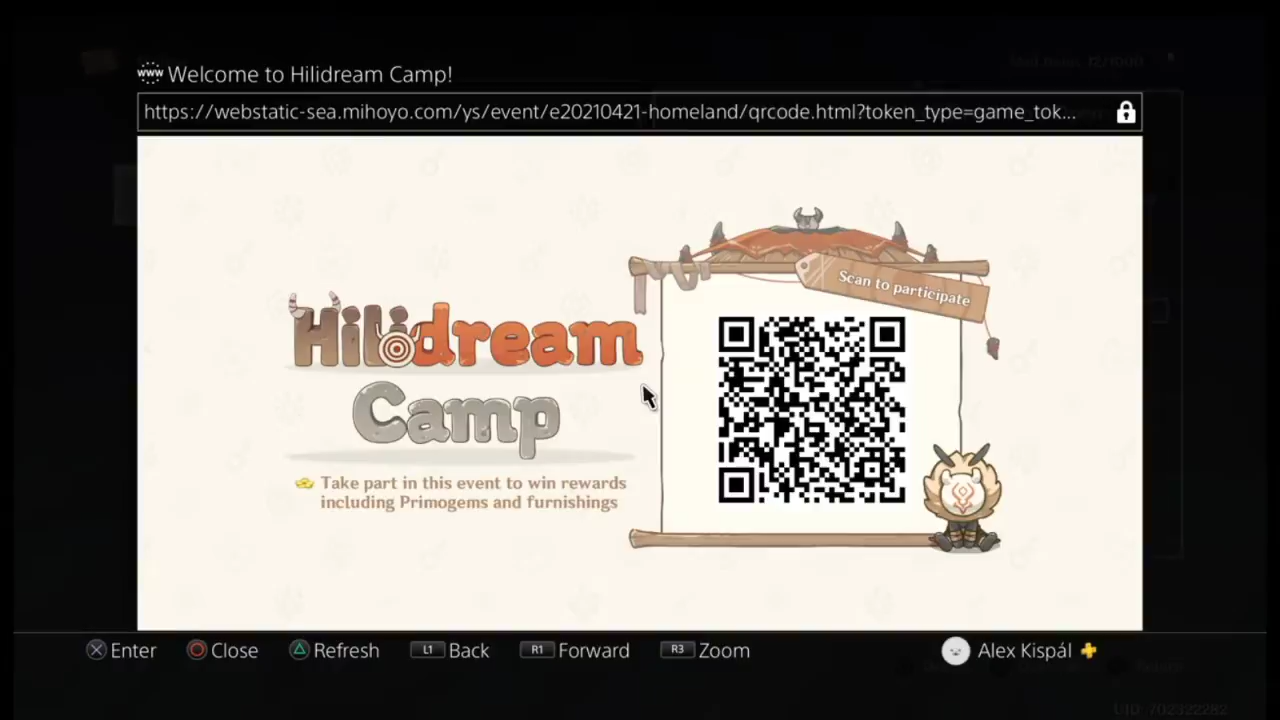 Welcome to Hilidream Camp!
https://webstatic-sea.mihoyo.com/ys/event/e20210421-homeland/qrcode.html?token_type=game_tok...
Scan to participate
Hilidream
Camp
Take part in this event to win rewards
including Primogems and furnishings
Enter
Close
Refresh
L1 Back
R1 Forward
R3 Zoom
Alex Kispál
UID: 702322282